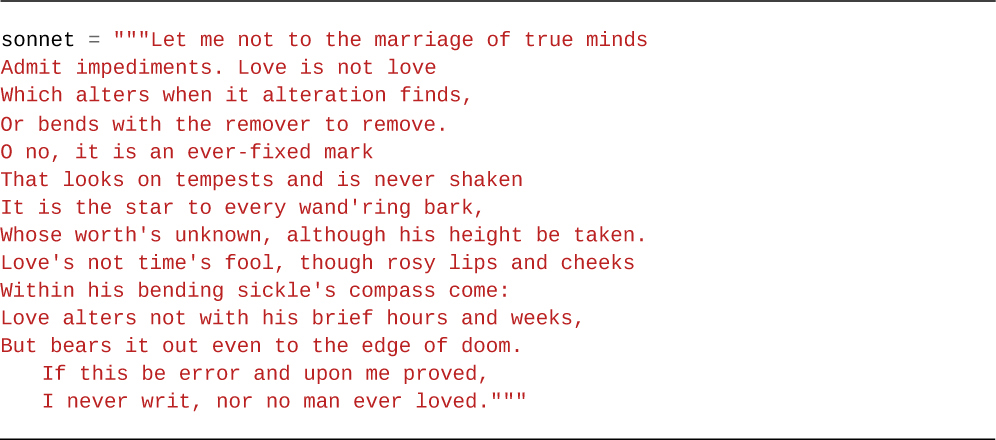 sonnet = """Let me not to the marriage of true minds
Admit impediments. Love is not love
Which alters when it alteration finds,
Or bends with the remover to remove.
O no, it is an ever-fixed mark
That looks on tempests and is never shaken
It is the star to every wand'ring bark,
Whose worth's unknown, although his height be taken.
Love's not time's fool, though rosy lips and cheeks
Within his bending sickle's compass come:
Love alters not with his brief hours and weeks,
But bears it out even to the edge of doom.
   If this be error and upon me proved,
   I never writ, nor no man ever loved."""